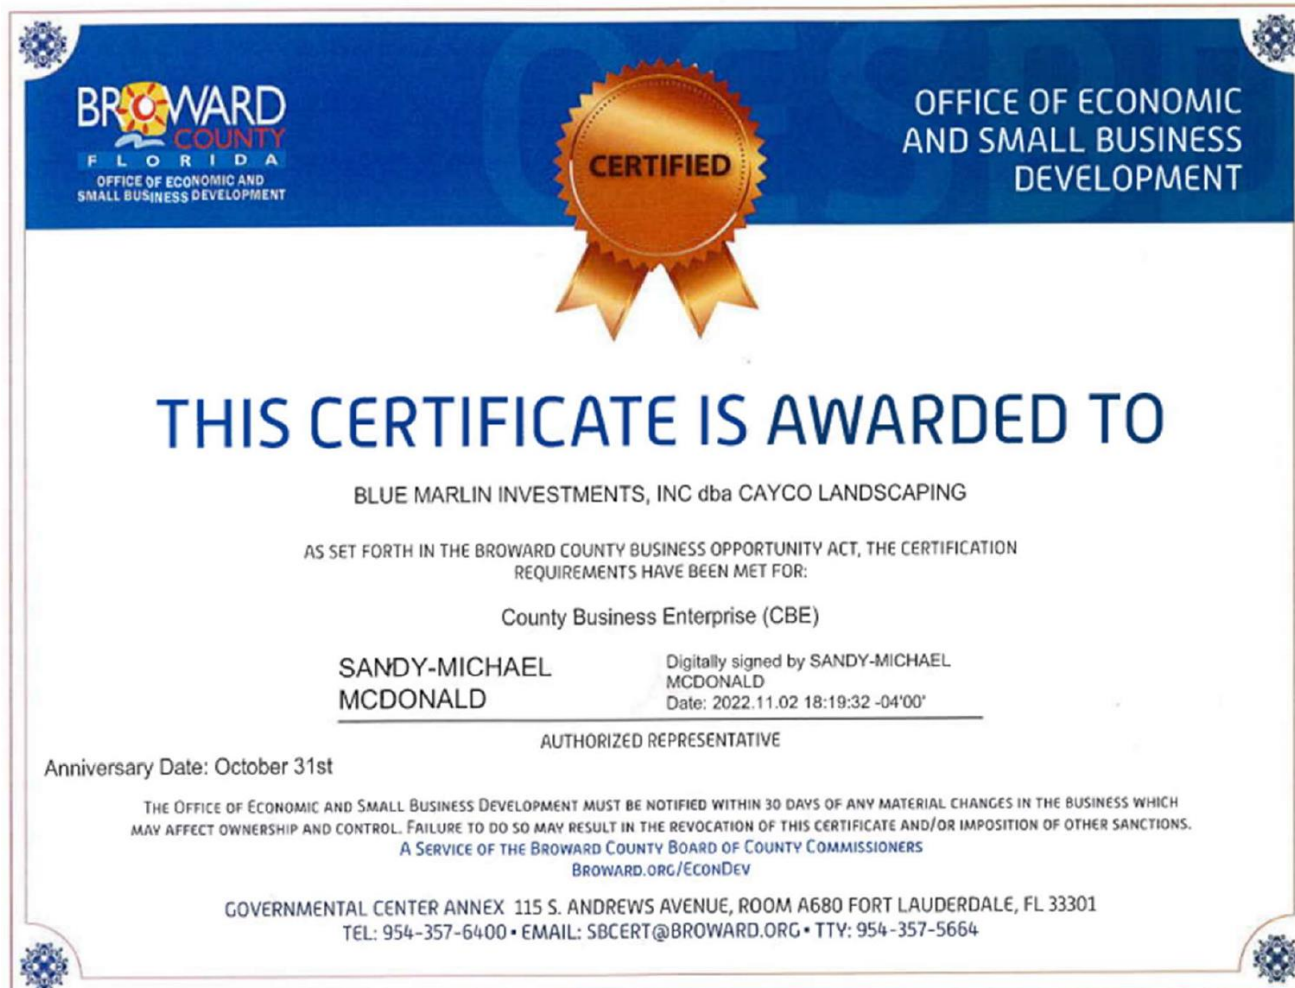 BROWARD
COUNTY
FLORIDA
OFFICE OF ECONOMIC AND
SMALL BUSINESS DEVELOPMENT
CERTIFIED
OFFICE OF ECONOMIC
AND SMALL BUSINESS
DEVELOPMENT
THIS CERTIFICATE IS AWARDED TO
BLUE MARLIN INVESTMENTS, INC dba CAYCO LANDSCAPING
AS SET FORTH IN THE BROWARD COUNTY BUSINESS OPPORTUNITY ACT, THE CERTIFICATION
REQUIREMENTS HAVE BEEN MET FOR:
County Business Enterprise (CBE)
SANDY-MICHAEL
MCDONALD
Digitally signed by SANDY-MICHAEL
MCDONALD
Date: 2022.11.02 18:19:32 -04'00'
AUTHORIZED REPRESENTATIVE
Anniversary Date: October 31st
THE OFFICE OF ECONOMIC AND SMALL BUSINESS DEVELOPMENT MUST BE NOTIFIED WITHIN 30 DAYS OF ANY MATERIAL CHANGES IN THE BUSINESS WHICH
MAY AFFECT OWNERSHIP AND CONTROL. FAILURE TO DO SO MAY RESULT IN THE REVOCATION OF THIS CERTIFICATE AND/OR IMPOSITION OF OTHER SANCTIONS.
A SERVICE OF THE BROWARD COUNTY BOARD OF COUNTY COMMISSIONERS
BROWARD.ORG/ECONDEV
GOVERNMENTAL CENTER ANNEX 115 S. ANDREWS AVENUE, ROOM A680 FORT LAUDERDALE, FL 33301
TEL: 954-357-6400 • EMAIL: SBCERT@BROWARD.ORG • TTY: 954-357-5664